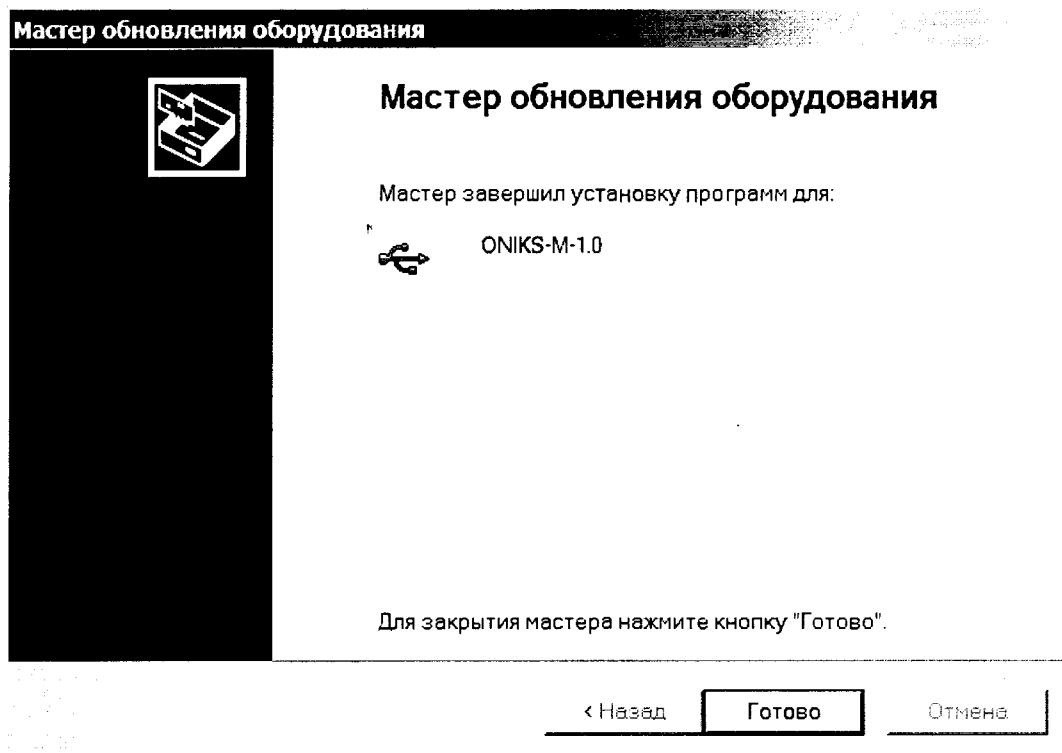 Мастер обновления оборудования
Мастер обновления оборудования
Мастер завершил установку программ для:
ONIKS-M-1.0
Для закрытия мастера нажмите кнопку "Готово".
< Назад
Готово
Отмена